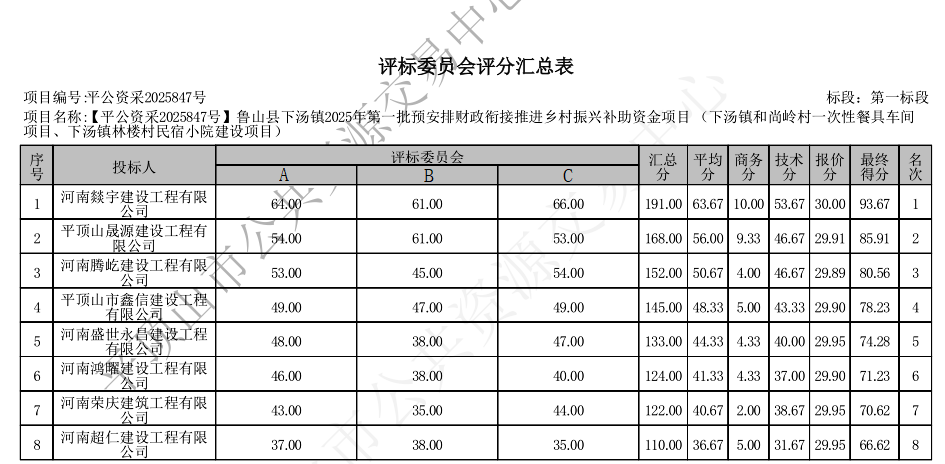 评标委员会评分汇总表
项目编号:平公资采2025847号 标段：第一标段
项目名称:【平公资采2025847号】鲁山县下汤镇2025年第一批预安排财政衔接推进乡村振兴补助资金项目（下汤镇和尚岭村一次性餐具车间
项目、下汤镇林楼村民宿小院建设项目）
序号 投标人 评标委员会 汇总分 平均分 商务分 技术分 报价分 最终得分 名次
A B C
1 河南燚宇建设工程有限公司 64.00 61.00 66.00 191.00 63.67 10.00 53.67 30.00 93.67 1
2 平顶山晟源建设工程有限公司 54.00 61.00 53.00 168.00 56.00 9.33 46.67 29.91 85.91 2
3 河南腾屹建设工程有限公司 53.00 45.00 54.00 152.00 50.67 4.00 46.67 29.89 80.56 3
4 平顶山市鑫信建设工程有限公司 49.00 47.00 49.00 145.00 48.33 5.00 43.33 29.90 78.23 4
5 河南盛世永昌建设工程有限公司 48.00 38.00 47.00 133.00 44.33 4.33 40.00 29.95 74.28 5
6 河南鸿曜建设工程有限公司 46.00 38.00 40.00 124.00 41.33 4.33 37.00 29.90 71.23 6
7 河南荣庆建筑工程有限公司 43.00 35.00 44.00 122.00 40.67 2.00 38.67 29.95 70.62 7
8 河南超仁建设工程有限公司 37.00 38.00 35.00 110.00 36.67 5.00 31.67 29.95 66.62 8
平顶山市公共资源交易中心
市公共资源交易中心